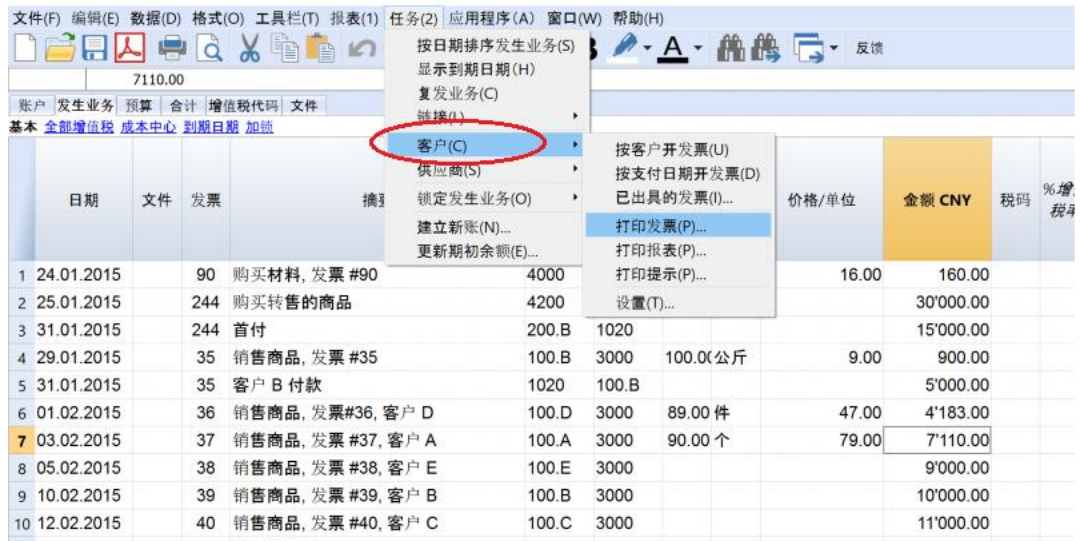 文件(F) 编辑(E) 数据(D) 格式(O) 工具栏(T) 报表(1) 任务(2) 应用程序(A) 窗口(W) 帮助(H)
A 反馈
7110.00
账户 发生业务 预算 合计 增值税代码 文件
基本 全部增值税 成本中心 到期日期 加锁
按日期排序发生业务(S)
显示到期日期(H)
复发业务(C)
链接(L)
客户(C)
供应商(S)
锁定发生业务(O)
建立新账(N)...
更新期初余额(E)...
按客户开发票(U)
按支付日期开发票(D)
已出具的发票(I)...
打印发票(P)...
打印报表(P)...
打印提示(P)...
设置(T)...
日期 文件 发票 摘要 价格/单位 金额 CNY 税码
1 24.01.2015 90 购买材料, 发票 #90 4000 16.00 160.00
2 25.01.2015 244 购买转售的商品 4200 30'000.00
3 31.01.2015 244 首付 200.B 1020 15'000.00
4 29.01.2015 35 销售商品, 发票 #35 100.B 3000 100.00 公斤 9.00 900.00
5 31.01.2015 35 客户 B 付款 1020 100.B 5'000.00
6 01.02.2015 36 销售商品, 发票#36, 客户 D 100.D 3000 89.00 件 47.00 4'183.00
7 03.02.2015 37 销售商品, 发票 #37, 客户 A 100.A 3000 90.00 个 79.00 7'110.00
8 05.02.2015 38 销售商品, 发票 #38, 客户 E 100.E 3000 9'000.00
9 10.02.2015 39 销售商品, 发票 #39, 客户 B 100.B 3000 10'000.00
10 12.02.2015 40 销售商品, 发票 #40, 客户 C 100.C 3000 11'000.00